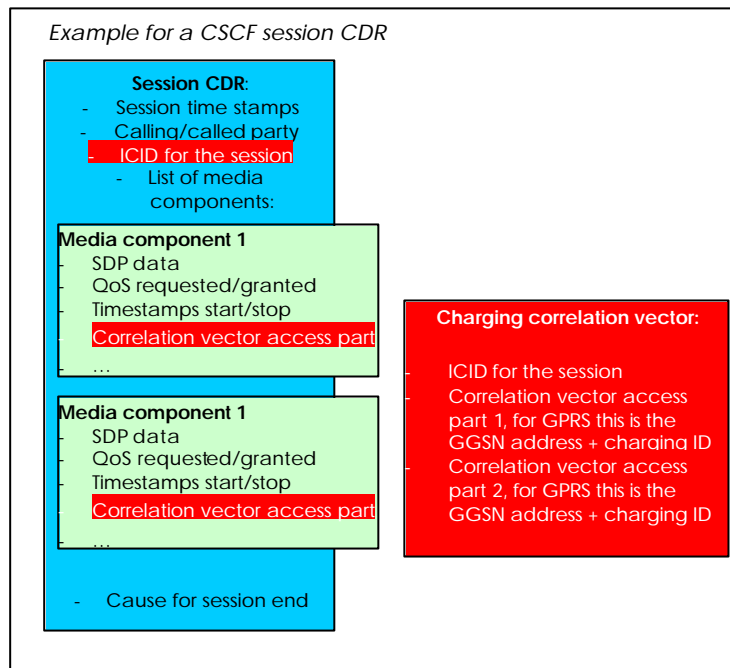 Example for a CSCF session CDR
Session CDR:
- Session time stamps
- Calling/called party
- ICID for the session
- List of media
components:
Media component 1
- SDP data
- QoS requested/granted
- Timestamps start/stop
- Correlation vector access part
- ...
Media component 1
- SDP data
- QoS requested/granted
- Timestamps start/stop
- Correlation vector access part
- ...
- Cause for session end
Charging correlation vector:
- ICID for the session
- Correlation vector access
part 1, for GPRS this is the
GGSN address + charging ID
- Correlation vector access
part 2, for GPRS this is the
GGSN address + charging ID